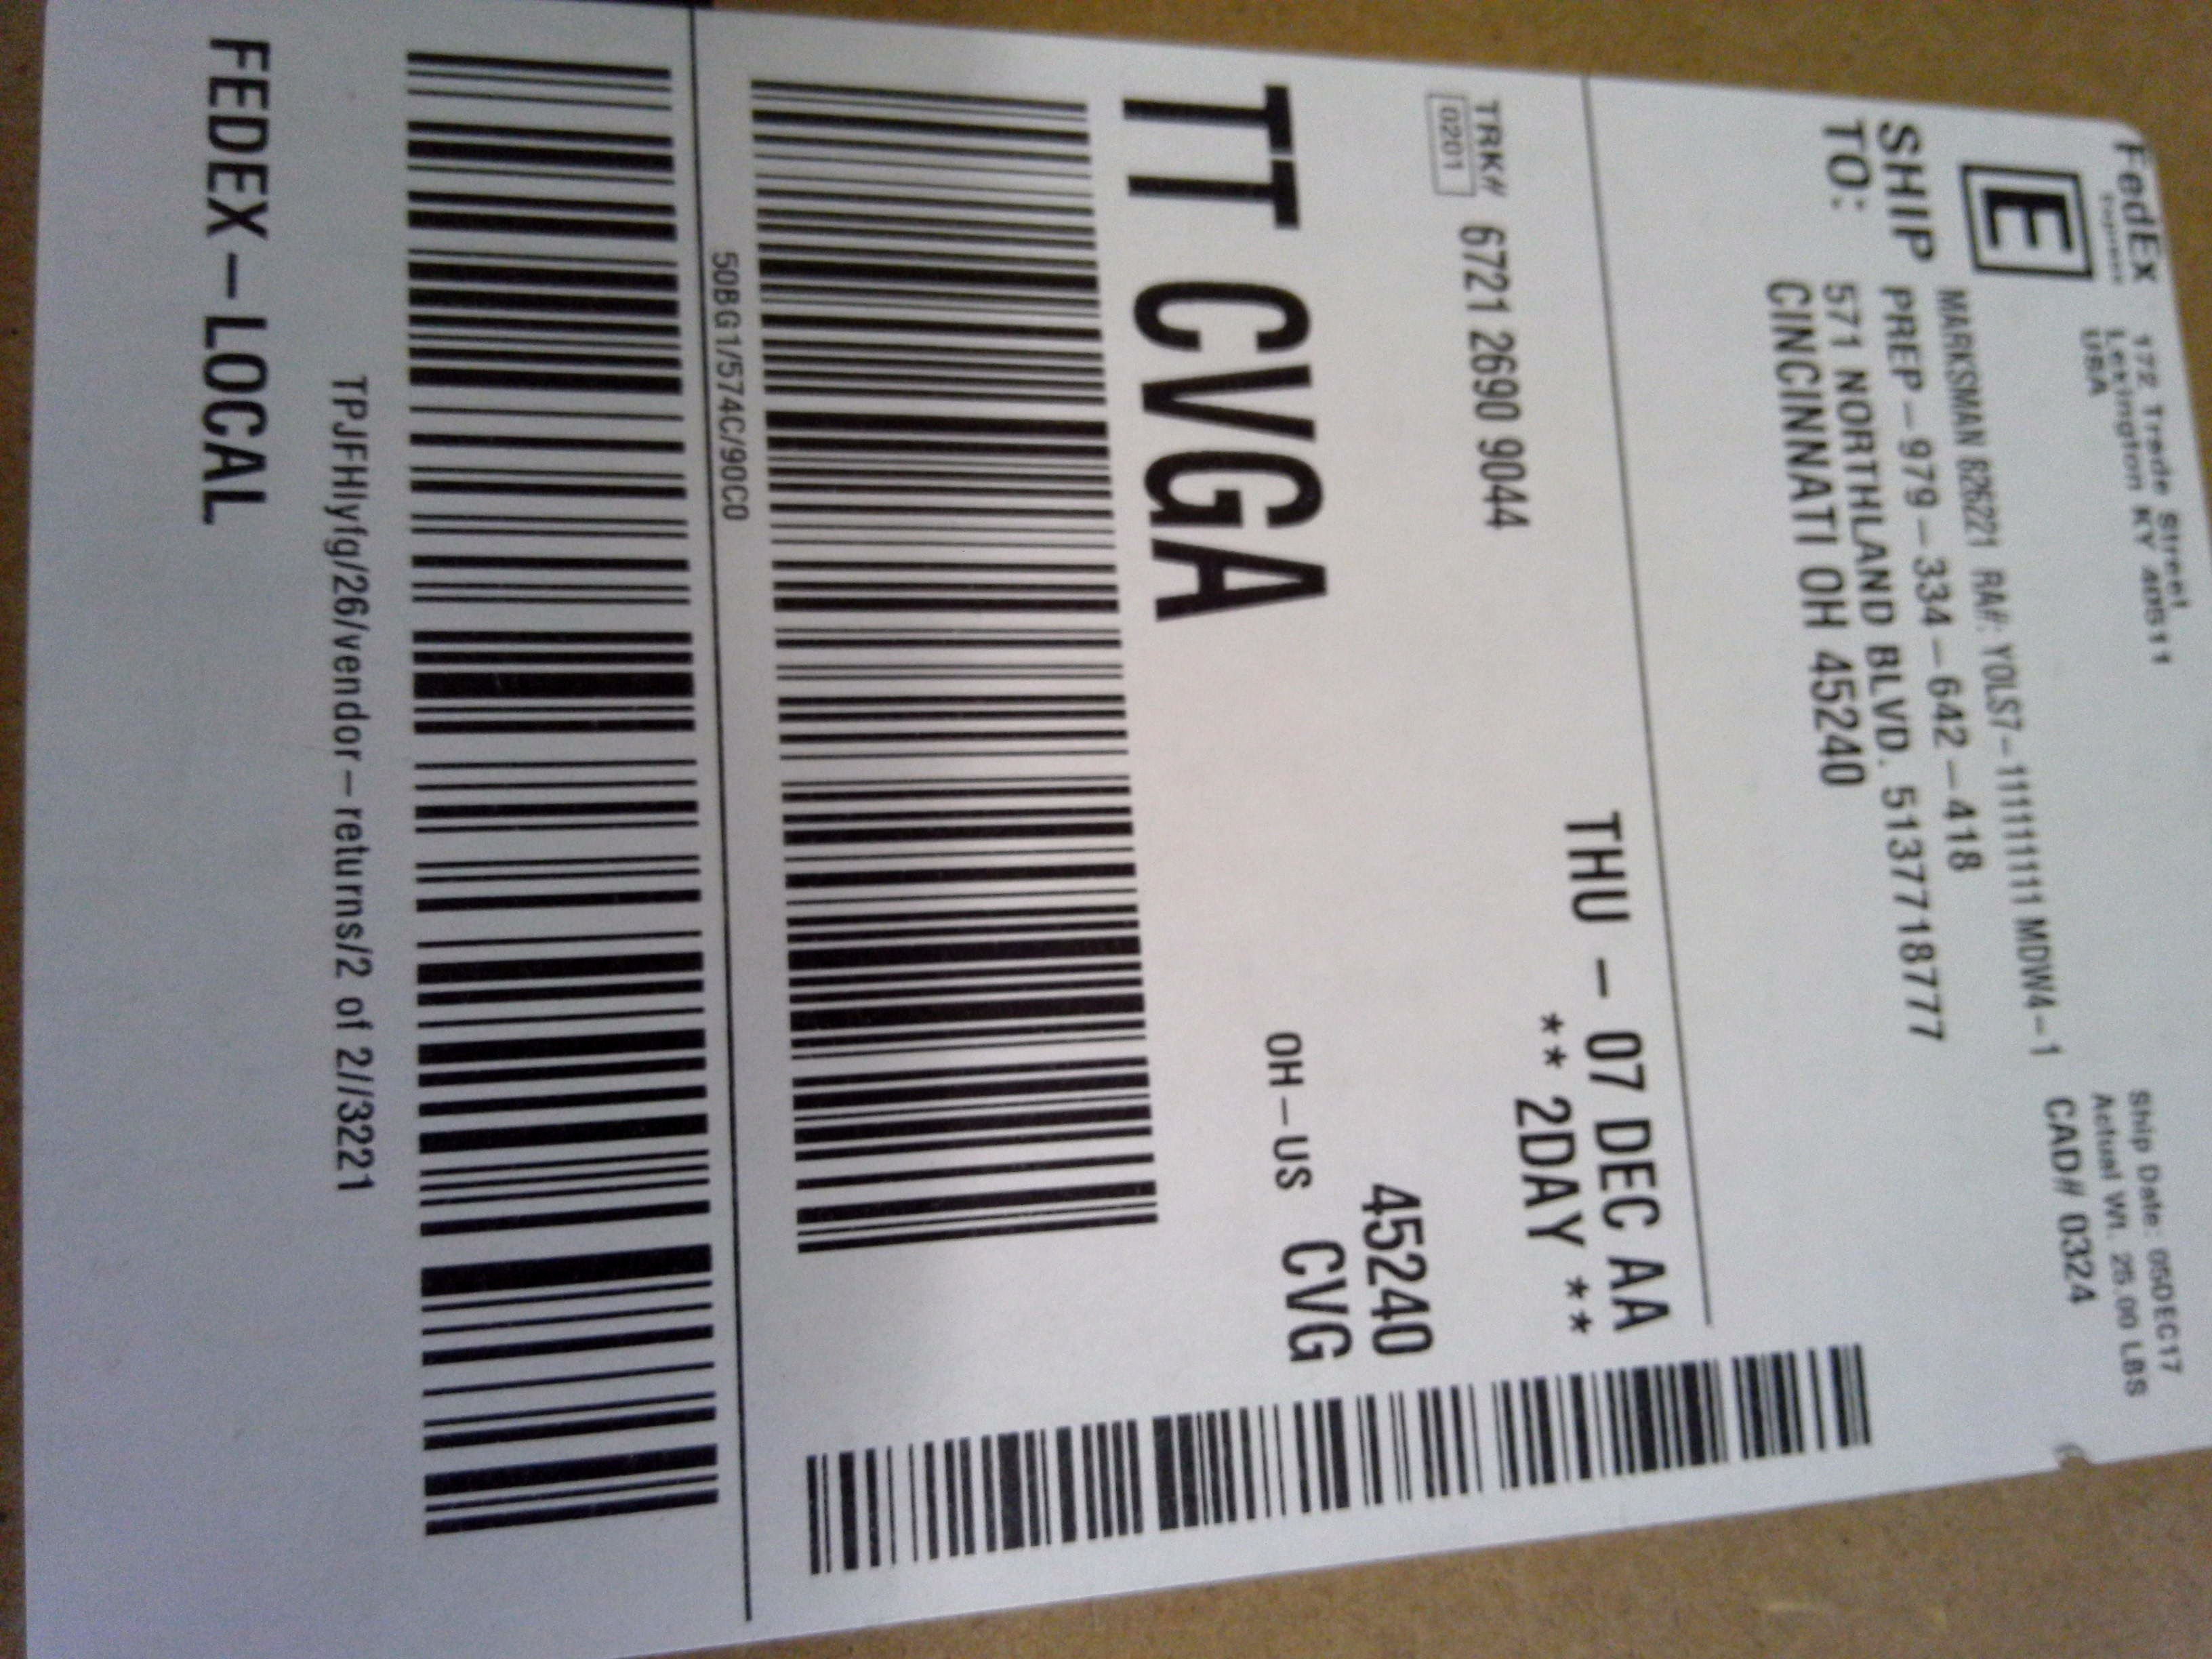 FedEx
Express
172 Trade Street
Lexington KY 40511
USA
Ship Date: 05DEC17
Actual Wt. 25.00 LBS
CAD# 0324
E
MARKSMAN 626221 RA#: YOLS7-1111111111 MDW4-1
SHIP TO:
PREP-979-334-642-418
571 NORTHLAND BLVD. 5137718777
CINCINNATI OH 45240
THU - 07 DEC AA
** 2DAY **
TRK# 6721 2690 9044
0201
45240
TT CVGA
OH-US CVG
50BG1/574C/90C0
TPJFHlyfg/26/vendor-returns/2 of 2//3221
FEDEX-LOCAL